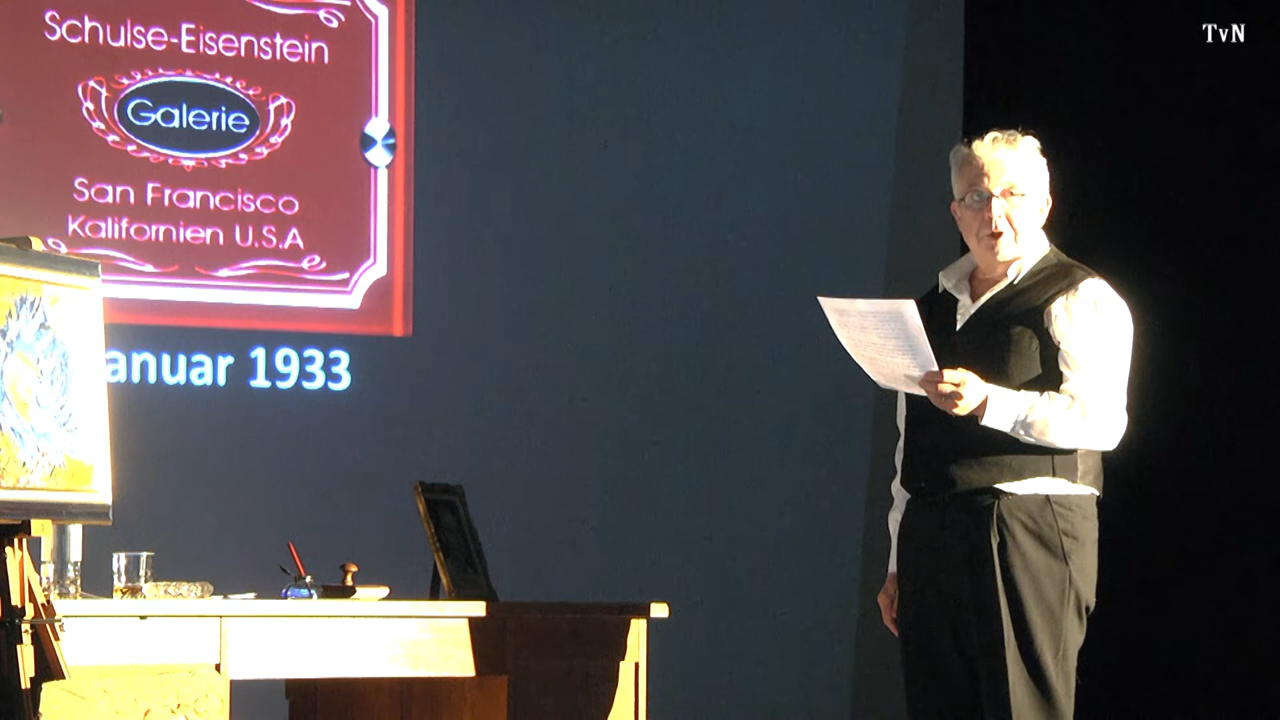 TvN
Schulse-Eisenstein
Galerie
San Francisco
Kalifornien U.S.A
anuar 1933